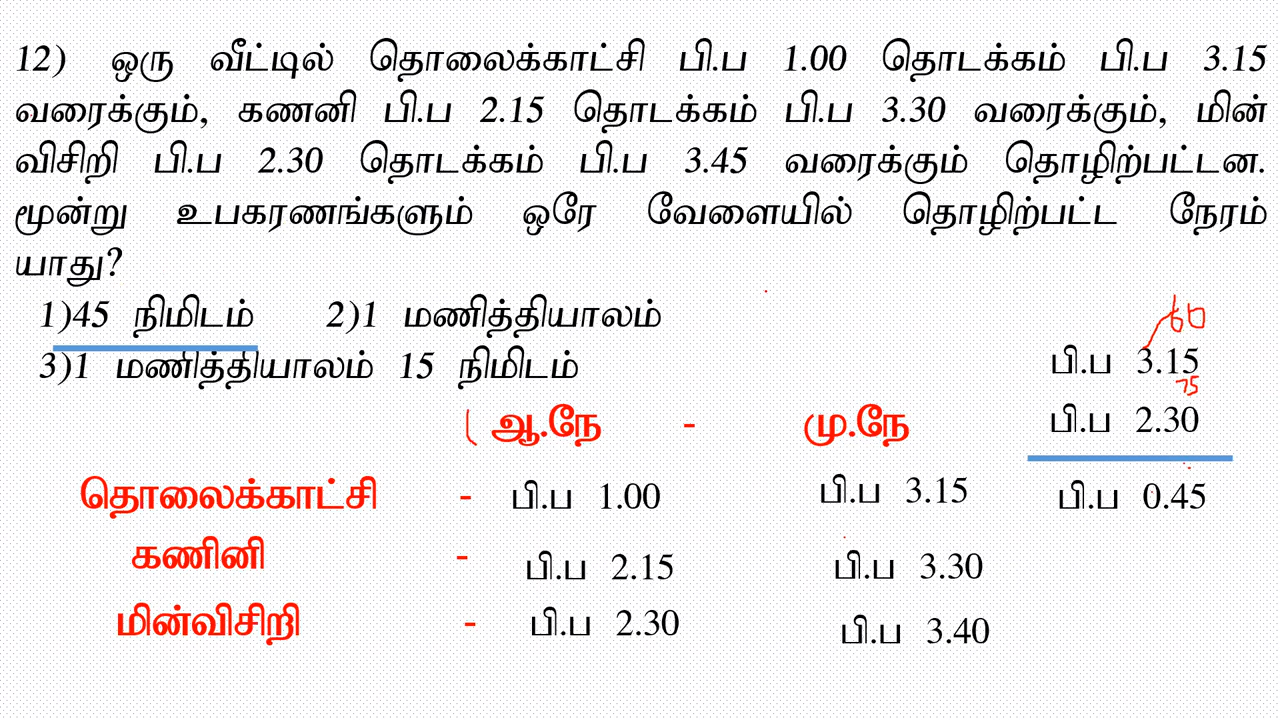 12) ஒரு வீட்டில் தொலைக்காட்சி பி.ப 1.00 தொடக்கம் பி.ப 3.15
வரைக்கும், கணனி பி.ப 2.15 தொடக்கம் பி.ப 3.30 வரைக்கும், மின்
விசிறி பி.ப 2.30 தொடக்கம் பி.ப 3.45 வரைக்கும் தொழிற்பட்டன.
மூன்று உபகரணங்களும் ஒரே வேளையில் தொழிற்பட்ட நேரம்
யாது?
1)45 நிமிடம் 2)1 மணித்தியாலம்
3)1 மணித்தியாலம் 15 நிமிடம்
60
பி.ப 3.15
75
பி.ப 2.30
பி.ப 0.45
( ஆ.நே - மு.நே
தொலைக்காட்சி - பி.ப 1.00 பி.ப 3.15
கணினி - பி.ப 2.15 பி.ப 3.30
மின்விசிறி - பி.ப 2.30 பி.ப 3.40